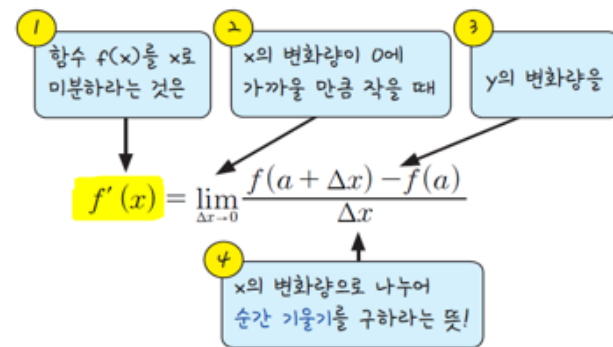 1
함수 f(x)를 x로
미분하라는 것은
2
x의 변화량이 0에
가까울 만큼 작을 때
3
y의 변화량을
f′(x) = lim Δx→0 f(a + Δx) − f(a) / Δx
4
x의 변화량으로 나누어
순간 기울기를 구하라는 뜻!